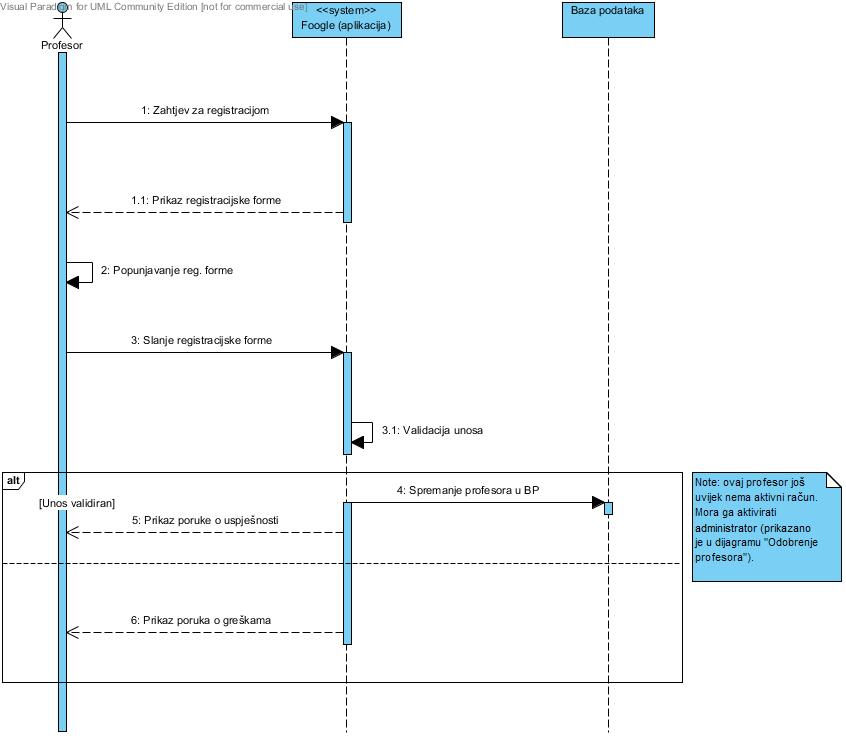 Visual Paradigm for UML Community Edition [not for commercial use]
<<system>>
Foogle (aplikacija)
Baza podataka
Profesor
1: Zahtjev za registracijom
1.1: Prikaz registracijske forme
2: Popunjavanje reg. forme
3: Slanje registracijske forme
3.1: Validacija unosa
alt
[Unos validiran]
4: Spremanje profesora u BP
5: Prikaz poruke o uspješnosti
6: Prikaz poruka o greškama
Note: ovaj profesor još
uvijek nema aktivni račun.
Mora ga aktivirati
administrator (prikazano
je u dijagramu "Odobrenje
profesora").